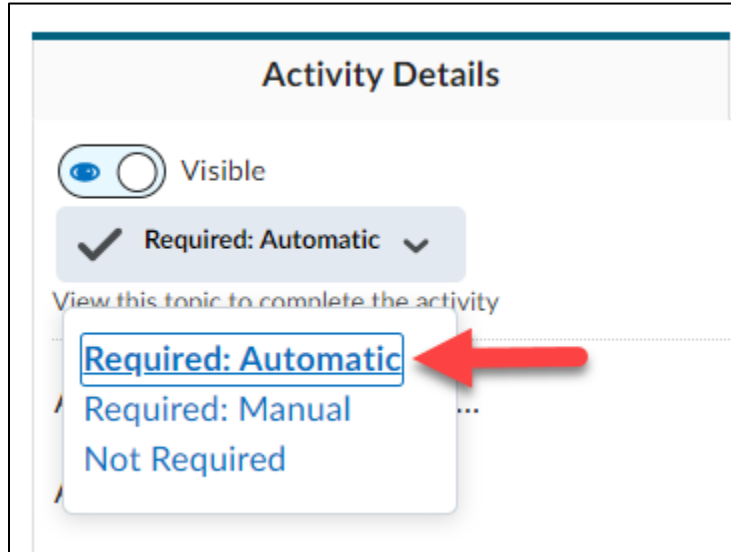 Activity Details
Visible
Required: Automatic
View this topic to complete the activity
Required: Automatic
Required: Manual
...
Not Required